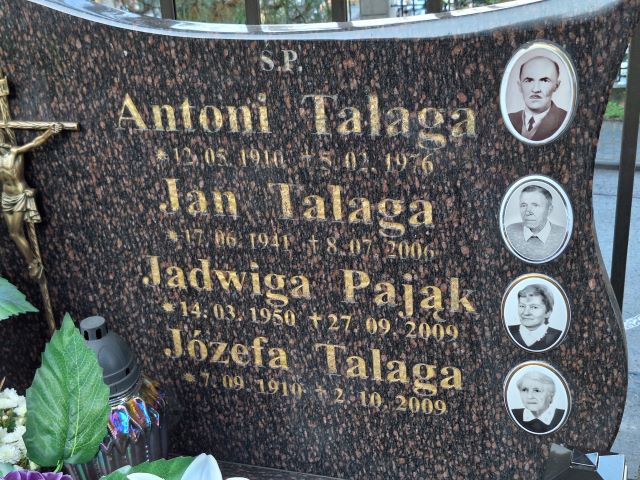 Ś.P.
Antoni Talaga
*12.05.1910 +5.02.1976
Jan Talaga
*17.06.1941 +8.07.2006
Jadwiga Pająk
*14.03.1950 +27.09.2009
Józefa Talaga
*7.09.1910 +2.10.2009